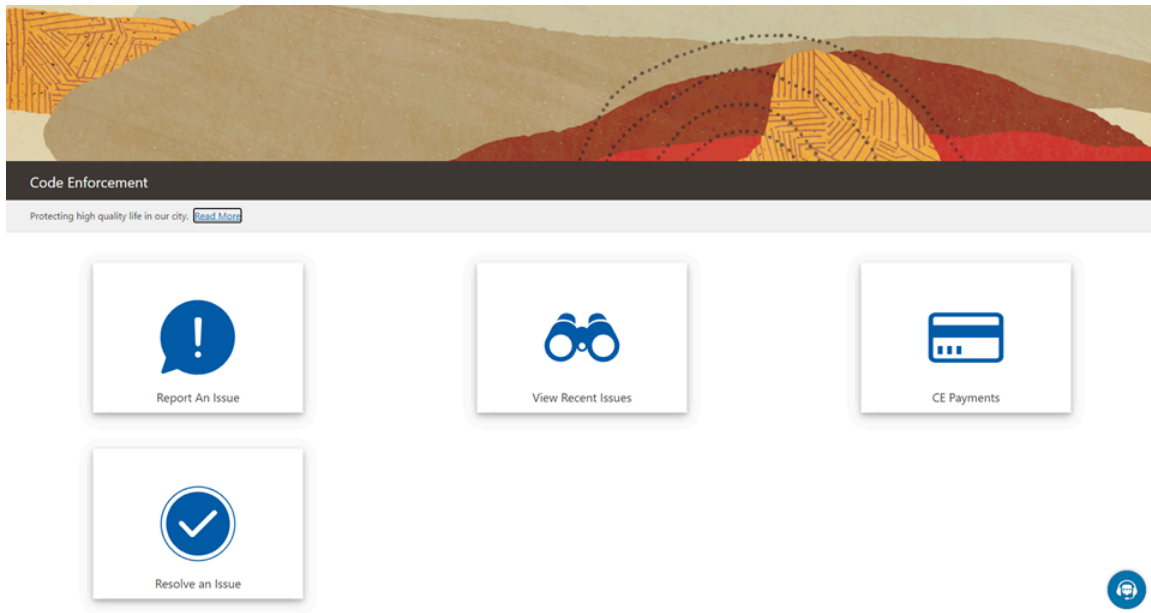 Code Enforcement
Protecting high quality life in our city. Read More
Report An Issue
View Recent Issues
CE Payments
Resolve an Issue